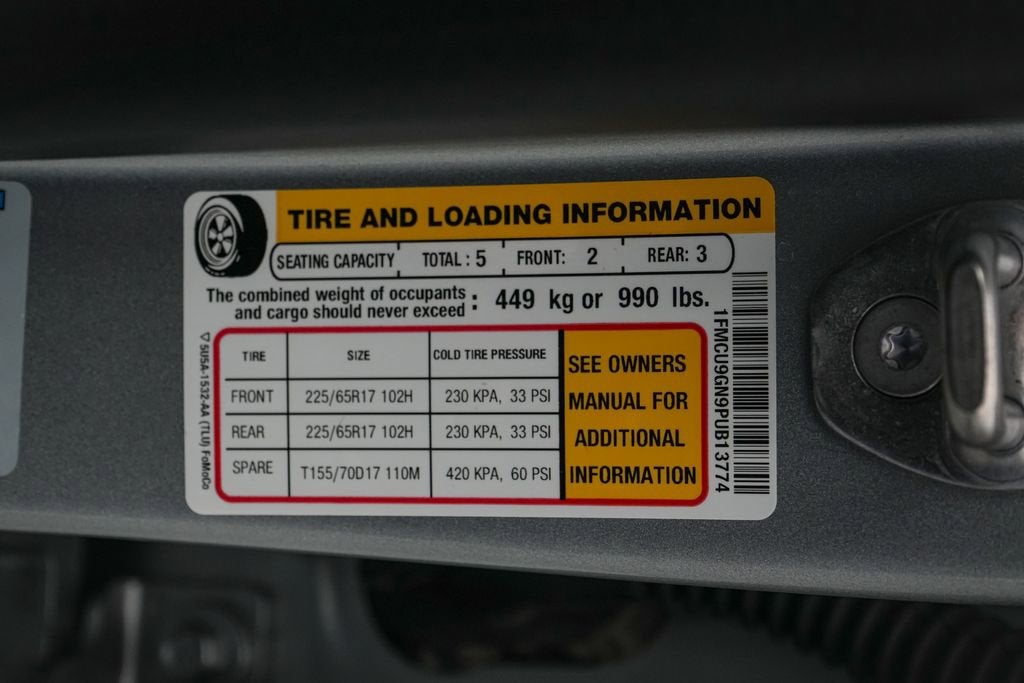 TIRE AND LOADING INFORMATION
SEATING CAPACITY TOTAL : 5 FRONT: 2 REAR: 3
The combined weight of occupants
and cargo should never exceed : 449 kg or 990 lbs.
TIRE SIZE COLD TIRE PRESSURE
FRONT 225/65R17 102H 230 KPA, 33 PSI
REAR 225/65R17 102H 230 KPA, 33 PSI
SPARE T155/70D17 110M 420 KPA, 60 PSI
SEE OWNERS
MANUAL FOR
ADDITIONAL
INFORMATION
1FMCU9GN9PUB13774
5U5A-1532-AA (TLU) FoMoCo